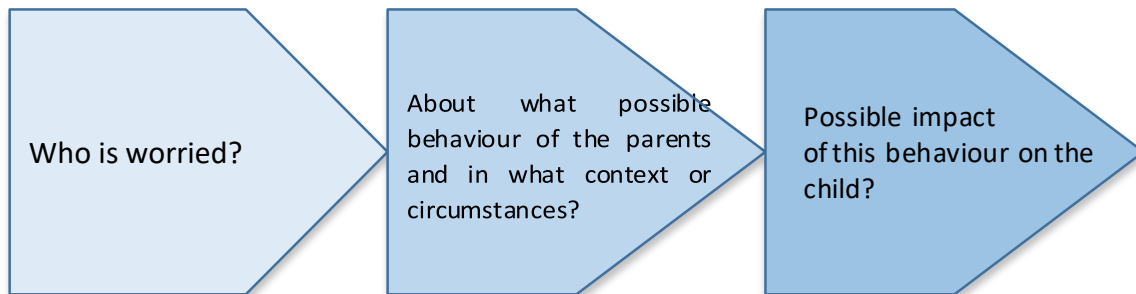 Who is worried?
About what possible
behaviour of the parents
and in what context or
circumstances?
Possible impact
of this behaviour on the
child?